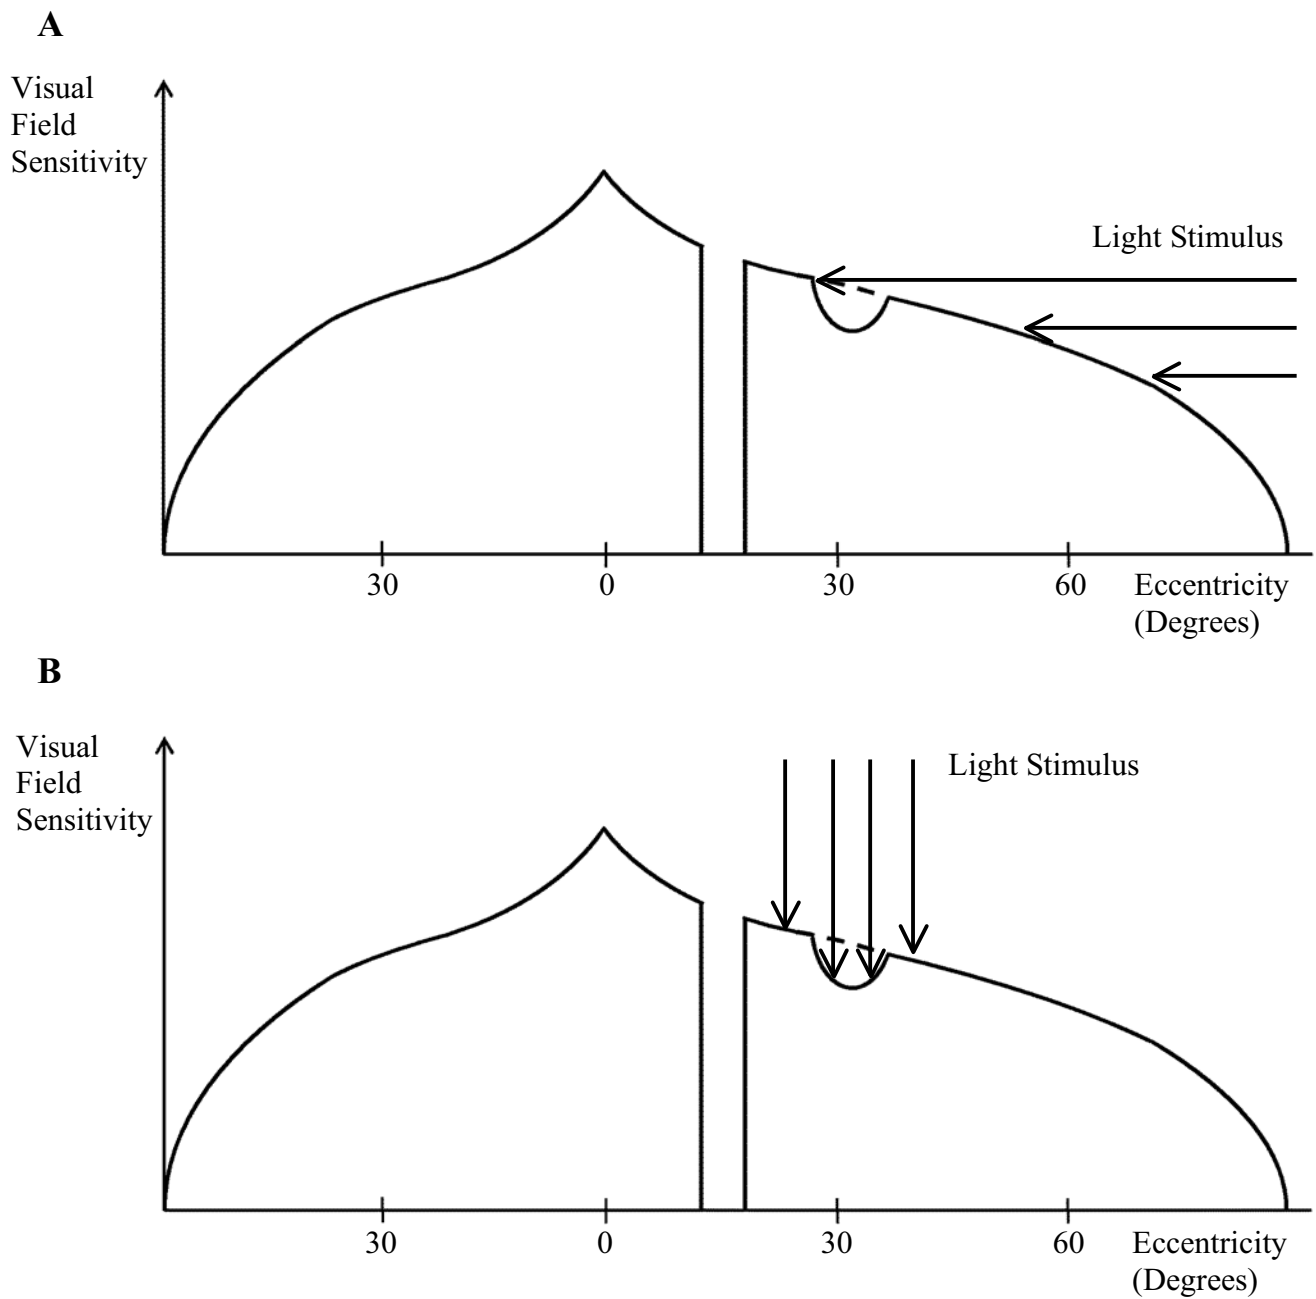 A
Visual
Field
Sensitivity
Light Stimulus
30 0 30 60 Eccentricity
(Degrees)
B
Visual
Field
Sensitivity
Light Stimulus
30 0 30 60 Eccentricity
(Degrees)